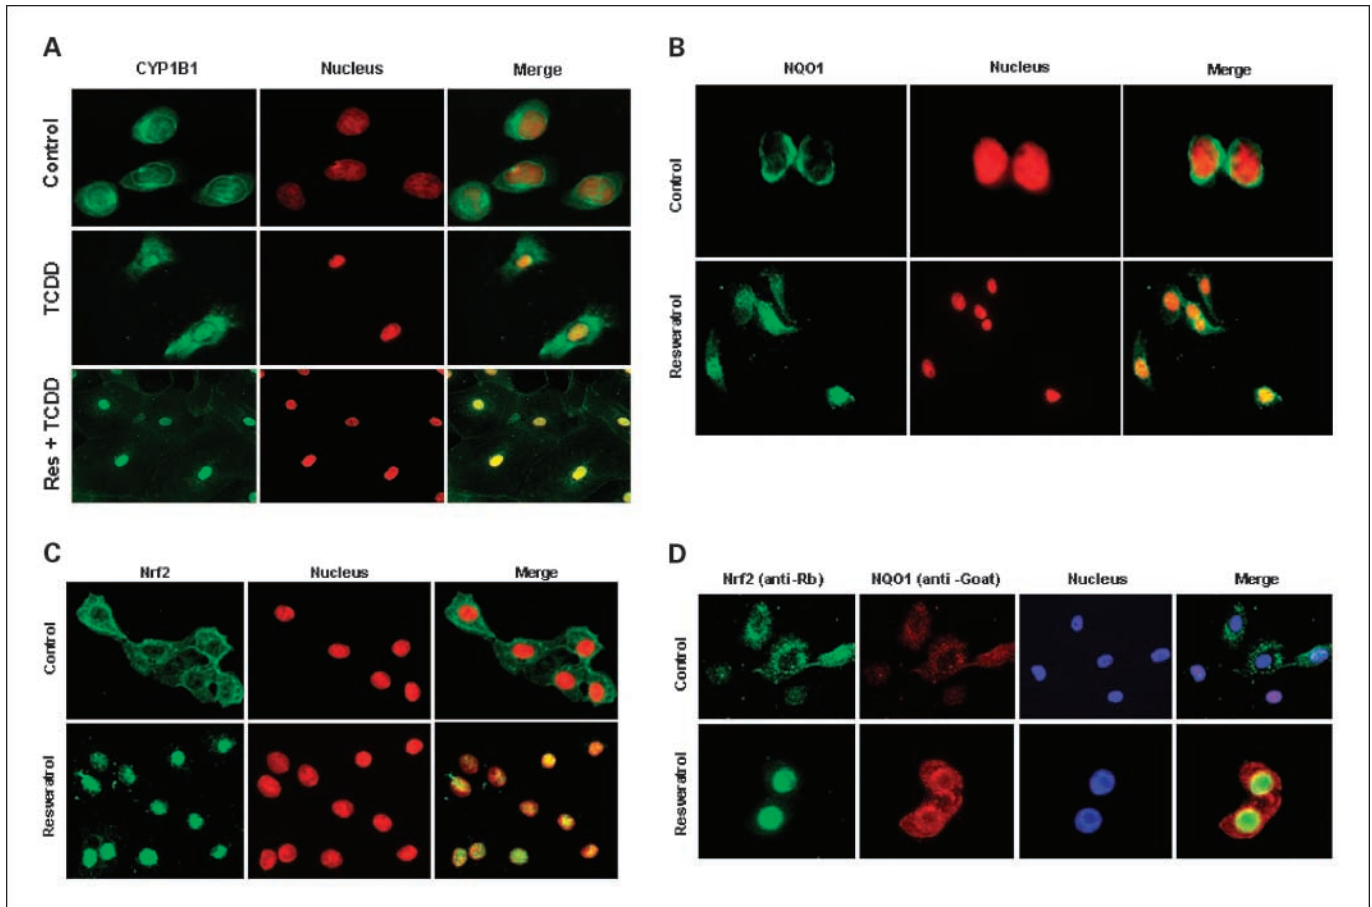 A
CYP1B1 Nucleus Merge
Control
TCDD
Res + TCDD
B
NQO1 Nucleus Merge
Control
Resveratrol
C
Nrf2 Nucleus Merge
Control
Resveratrol
D
Nrf2 (anti-Rb) NQO1 (anti -Goat) Nucleus Merge
Control
Resveratrol